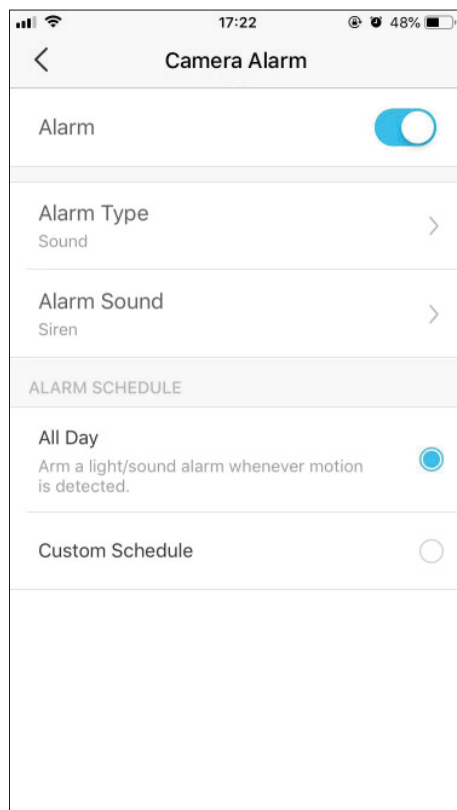 17:22
48%
Camera Alarm
Alarm
Alarm Type
Sound
Alarm Sound
Siren
ALARM SCHEDULE
All Day
Arm a light/sound alarm whenever motion
is detected.
Custom Schedule